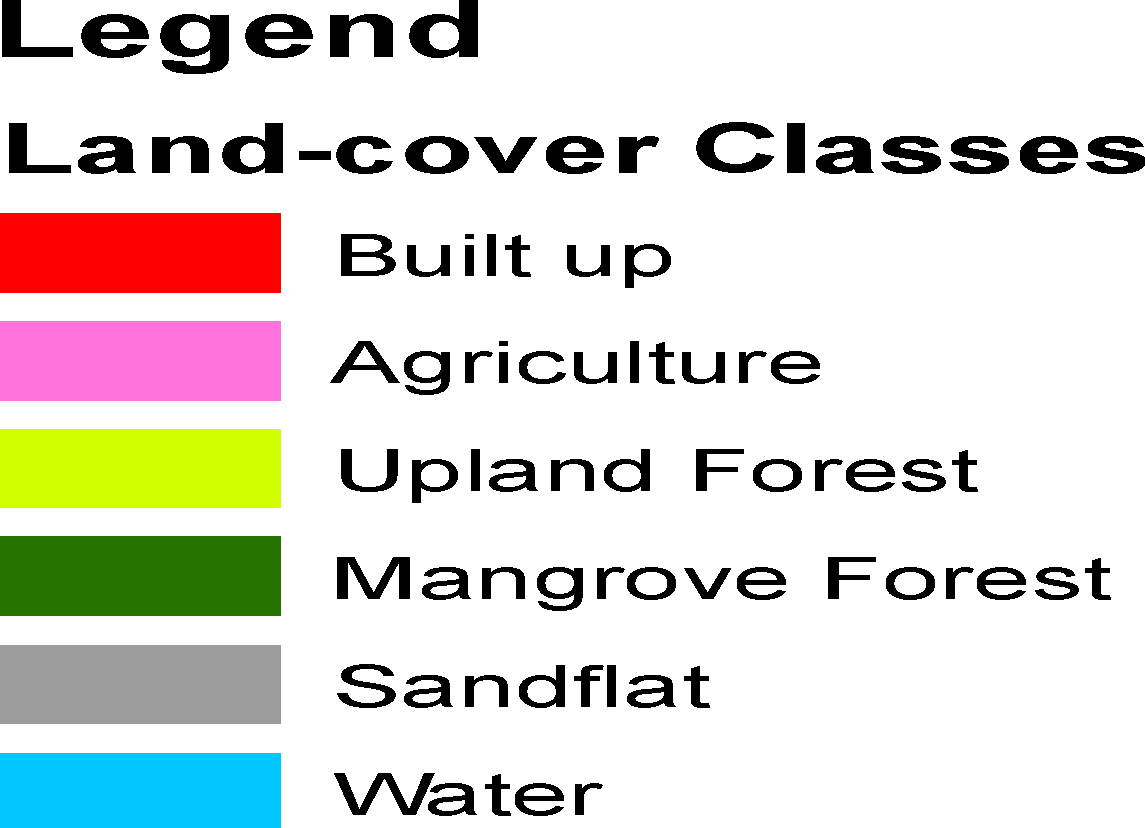 Legend
Land-cover Classes
Built up
Agriculture
Upland Forest
Mangrove Forest
Sandflat
Water